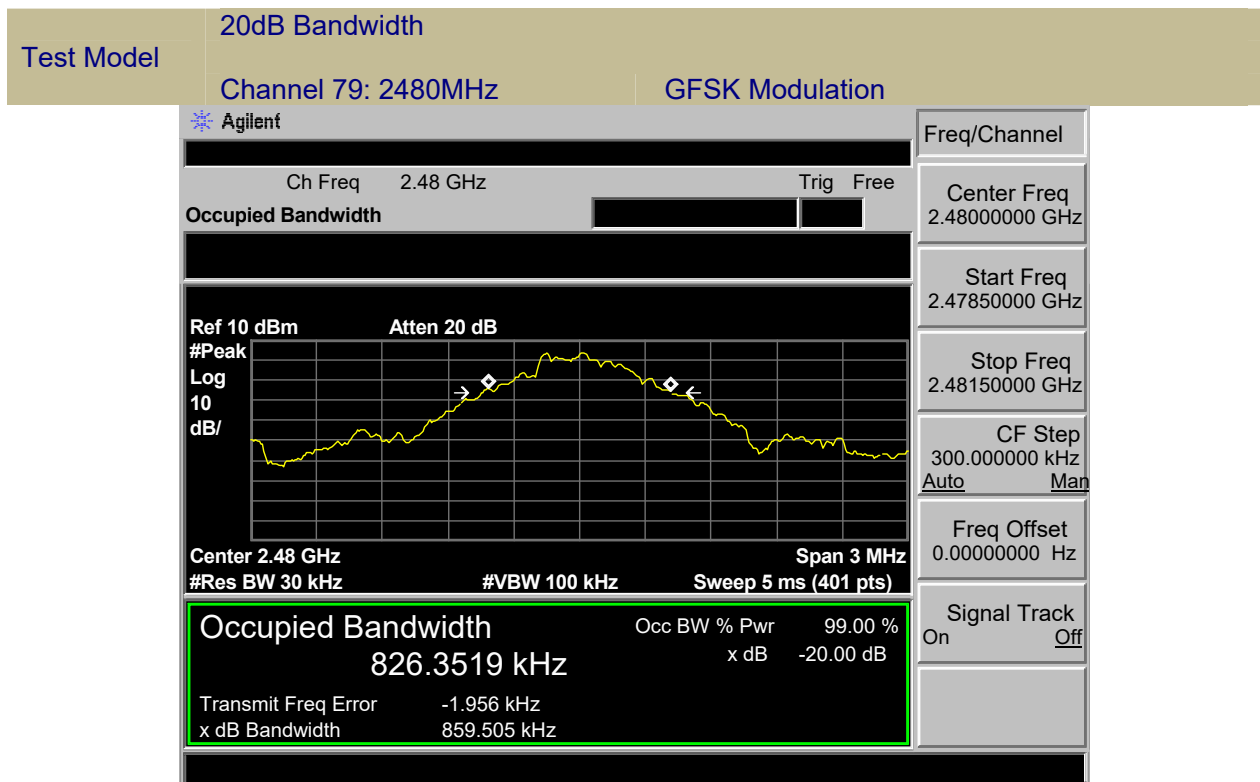 20dB Bandwidth
Test Model
Channel 79: 2480MHz GFSK Modulation
Agilent
Freq/Channel
Ch Freq 2.48 GHz Trig Free
Occupied Bandwidth
Center Freq
2.48000000 GHz
Start Freq
2.47850000 GHz
Ref 10 dBm Atten 20 dB
#Peak
Log
10
dB/
Stop Freq
2.48150000 GHz
CF Step
300.000000 kHz
Auto Man
Freq Offset
0.00000000 Hz
Center 2.48 GHz Span 3 MHz
#Res BW 30 kHz #VBW 100 kHz Sweep 5 ms (401 pts)
Signal Track
On Off
Occupied Bandwidth Occ BW % Pwr 99.00 %
826.3519 kHz x dB -20.00 dB
Transmit Freq Error -1.956 kHz
x dB Bandwidth 859.505 kHz